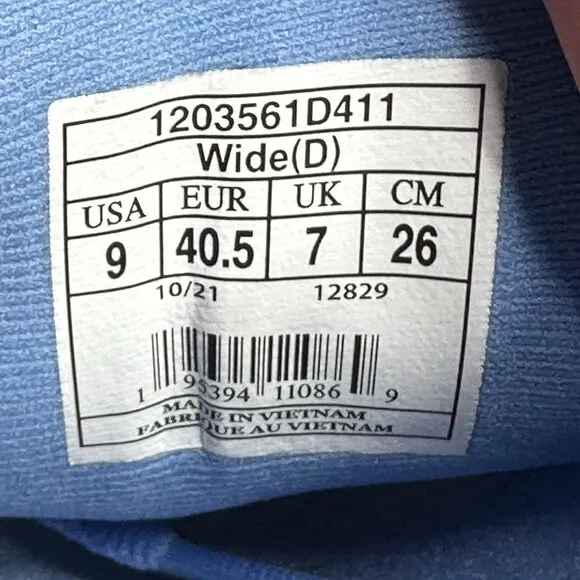 1203561D411
Wide(D)
USA EUR UK CM
9 40.5 7 26
10/21 12829
1 95394 11086 9
MADE IN VIETNAM
FABRIQUE AU VIETNAM